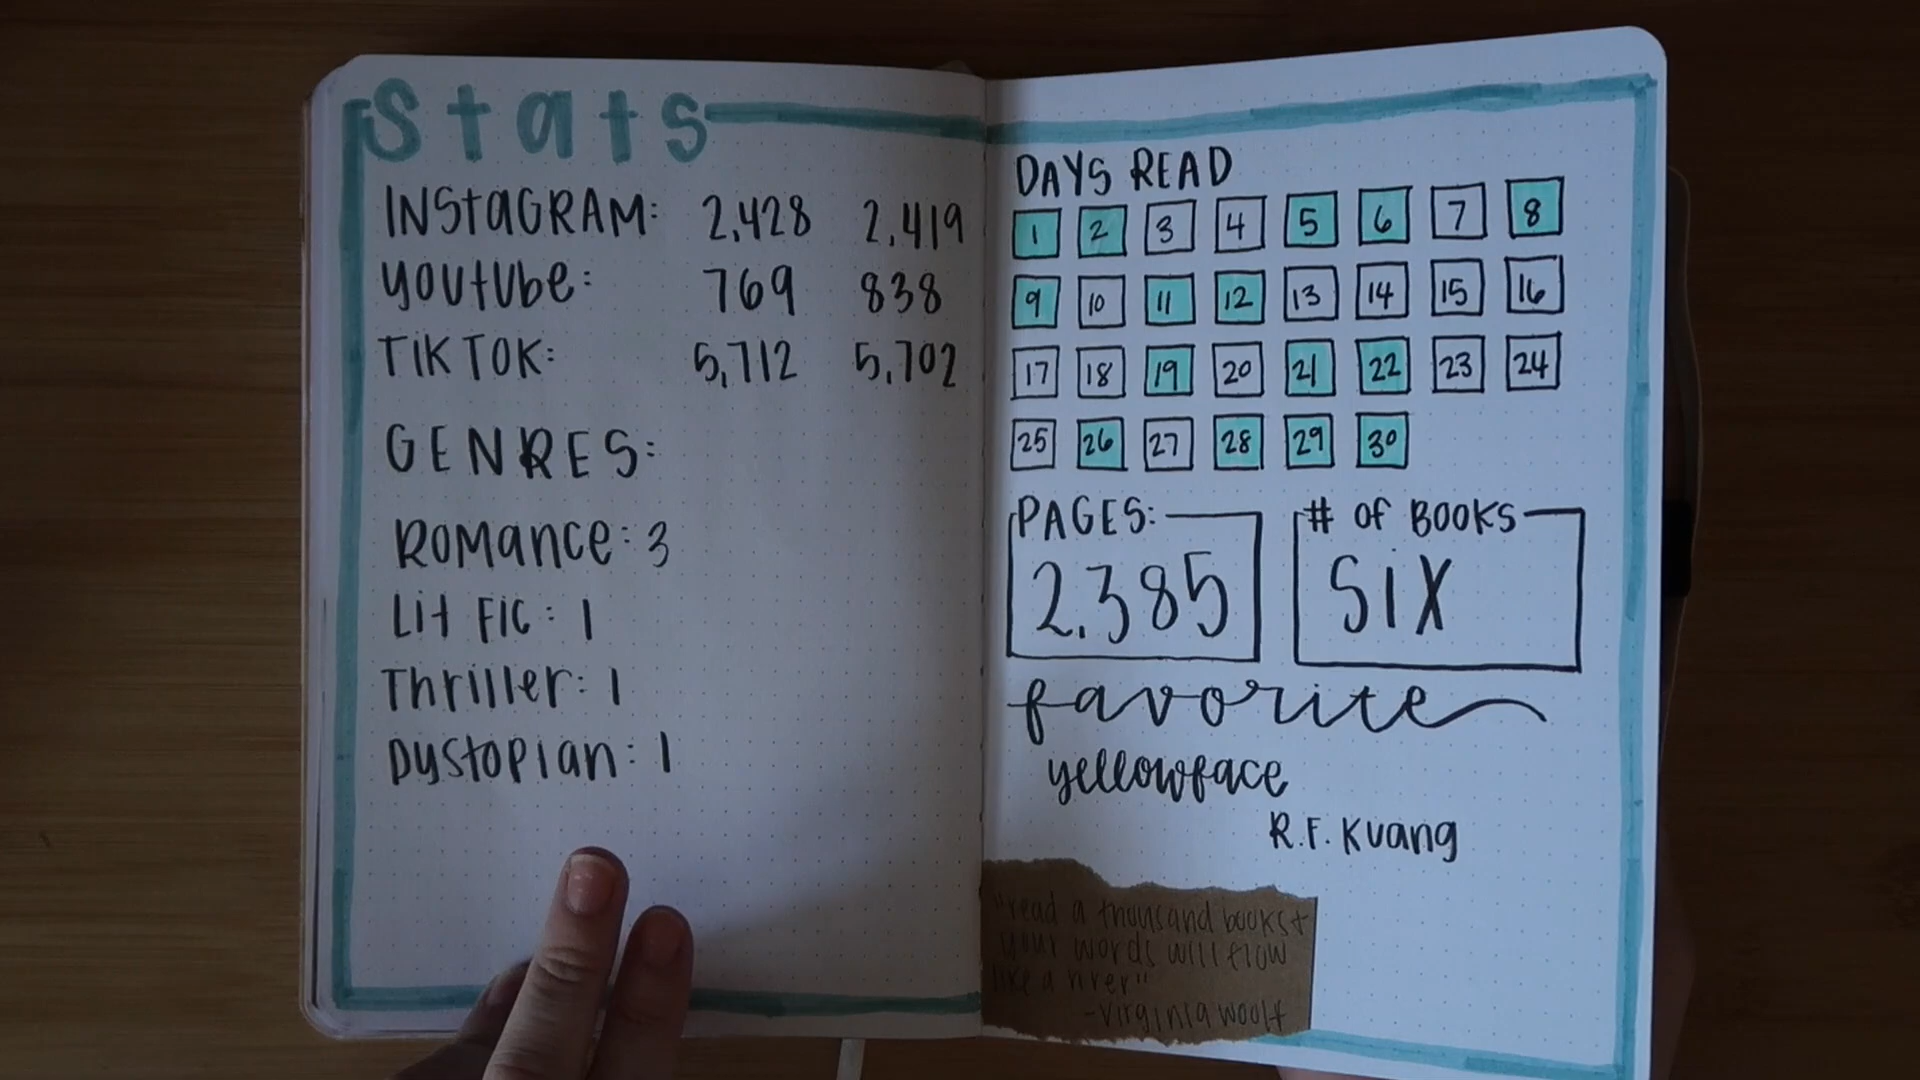 Stats
INSTAGRAM: 2,428 2,419
YOUTUBE: 769 838
TIKTOK: 5,712 5,702
GENRES:
ROMANCE: 3
Lit Fic: 1
Thriller: 1
Dystopian: 1
DAYS READ
1 2 3 4 5 6 7 8
9 10 11 12 13 14 15 16
17 18 19 20 21 22 23 24
25 26 27 28 29 30
PAGES:
2,385
# OF BOOKS
SIX
favorite
yellowface
R.F. Kuang
"read a thousand books +
your words will flow
like a river"
-virginia woolf